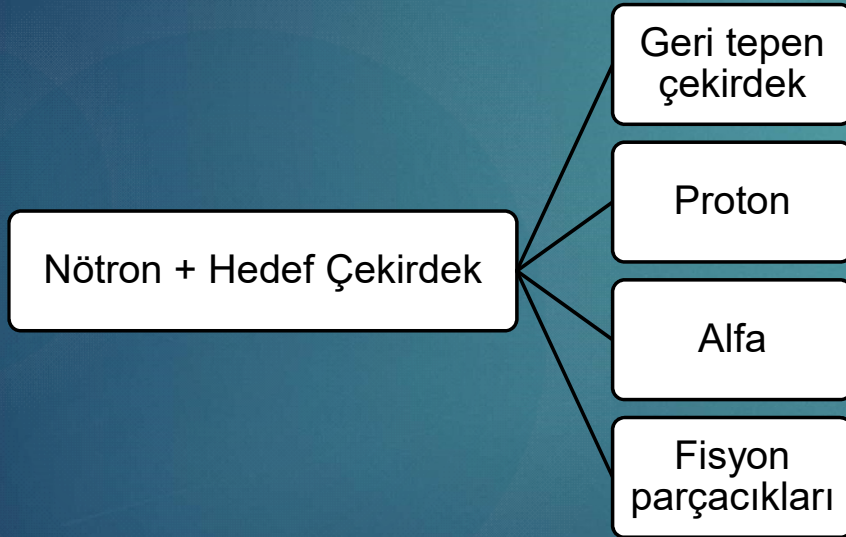 Geri tepen
çekirdek
Proton
Nötron + Hedef Çekirdek
Alfa
Fisyon
parçacıkları